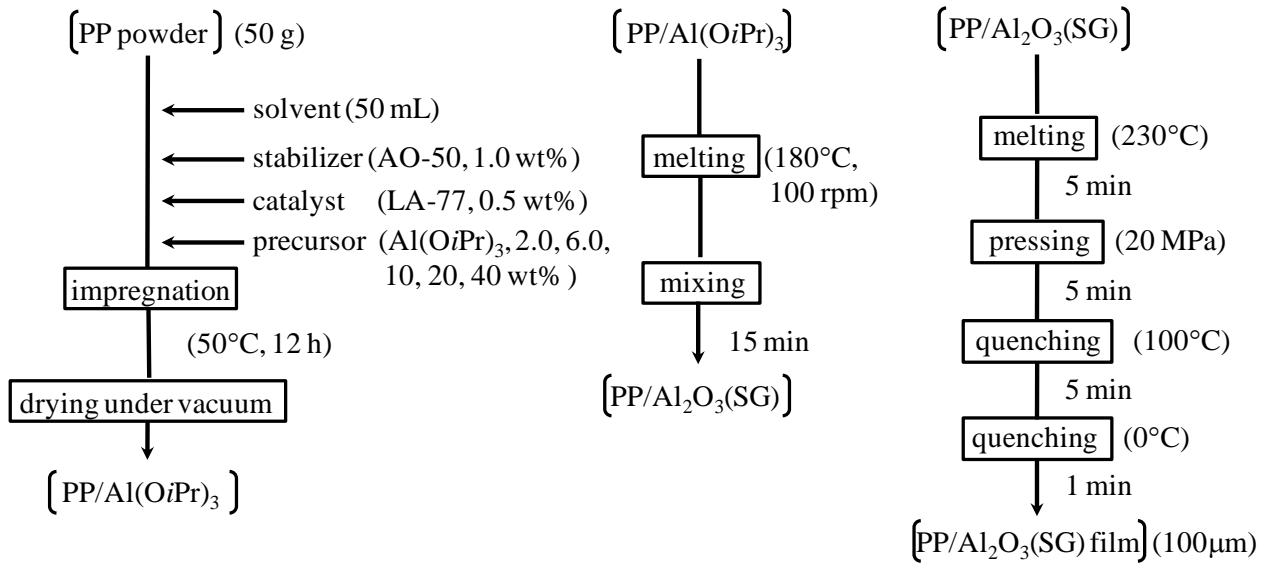 [PP powder] (50 g)
solvent (50 mL)
stabilizer (AO-50, 1.0 wt%)
catalyst (LA-77, 0.5 wt%)
precursor (Al(OiPr)₃, 2.0, 6.0,
10, 20, 40 wt%)
impregnation
(50°C, 12 h)
drying under vacuum
[PP/Al(OiPr)₃]
[PP/Al(OiPr)₃]
melting (180°C,
100 rpm)
mixing
15 min
[PP/Al₂O₃(SG)]
[PP/Al₂O₃(SG)]
melting (230°C)
5 min
pressing (20 MPa)
5 min
quenching (100°C)
5 min
quenching (0°C)
1 min
[PP/Al₂O₃(SG) film] (100μm)